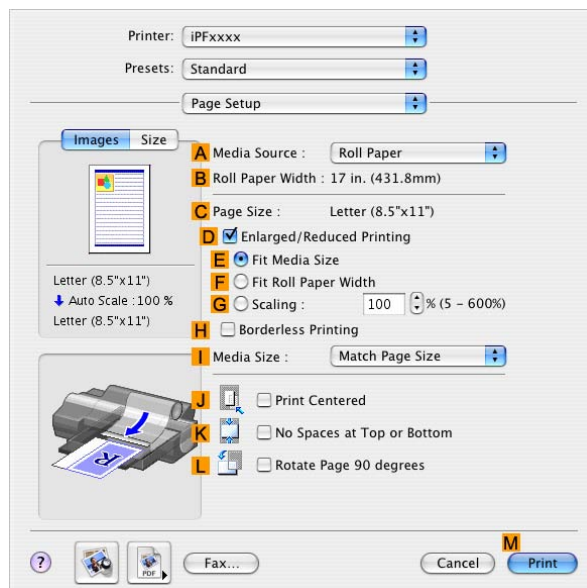 Printer: iPFxxxx
Presets: Standard
Page Setup
Images Size
A Media Source : Roll Paper
B Roll Paper Width : 17 in. (431.8mm)
C Page Size : Letter (8.5"x11")
D Enlarged/Reduced Printing
E Fit Media Size
F Fit Roll Paper Width
G Scaling : 100 % (5 - 600%)
Letter (8.5"x11")
Auto Scale :100 %
Letter (8.5"x11")
H Borderless Printing
I Media Size : Match Page Size
J Print Centered
K No Spaces at Top or Bottom
L Rotate Page 90 degrees
R
M
? PDF Fax... Cancel Print